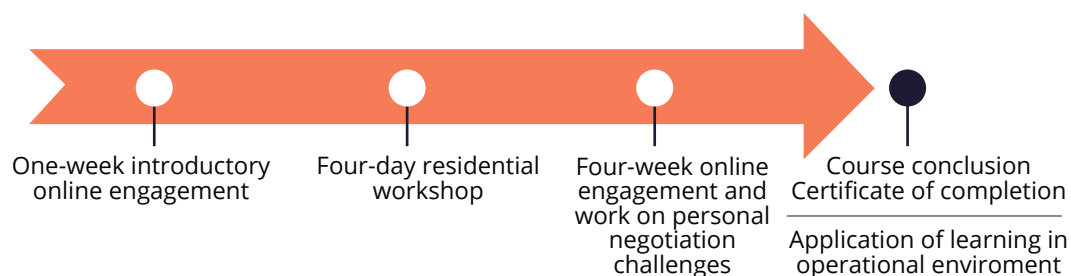 One-week introductory
online engagement
Four-day residential
workshop
Four-week online
engagement and
work on personal
negotiation
challenges
Course conclusion
Certificate of completion
Application of learning in
operational enviroment